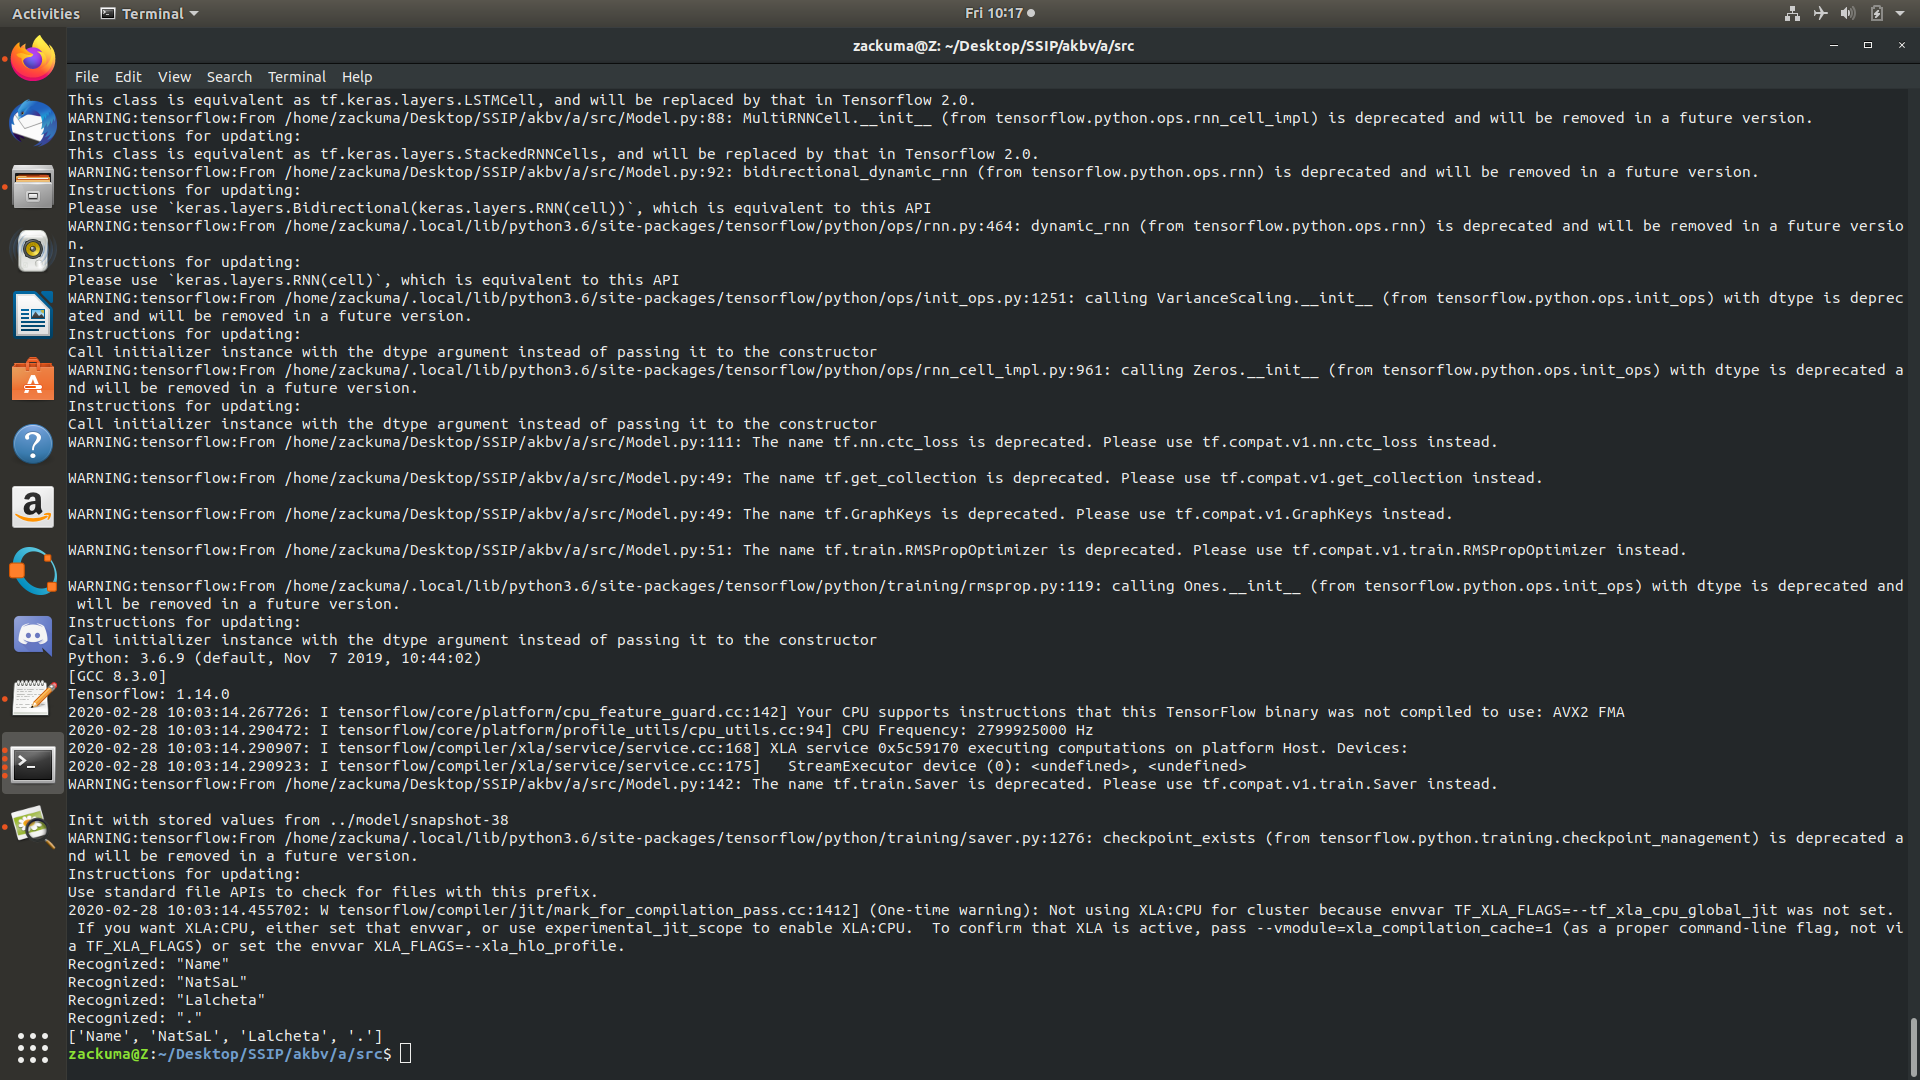 Activities
Terminal
Fri 10:17
zackuma@Z: ~/Desktop/SSIP/akbv/a/src
File Edit View Search Terminal Help
This class is equivalent as tf.keras.layers.LSTMCell, and will be replaced by that in Tensorflow 2.0.
WARNING:tensorflow:From /home/zackuma/Desktop/SSIP/akbv/a/src/Model.py:88: MultiRNNCell.__init__ (from tensorflow.python.ops.rnn_cell_impl) is deprecated and will be removed in a future version.
Instructions for updating:
This class is equivalent as tf.keras.layers.StackedRNNCells, and will be replaced by that in Tensorflow 2.0.
WARNING:tensorflow:From /home/zackuma/Desktop/SSIP/akbv/a/src/Model.py:92: bidirectional_dynamic_rnn (from tensorflow.python.ops.rnn) is deprecated and will be removed in a future version.
Instructions for updating:
Please use `keras.layers.Bidirectional(keras.layers.RNN(cell))`, which is equivalent to this API
WARNING:tensorflow:From /home/zackuma/.local/lib/python3.6/site-packages/tensorflow/python/ops/rnn.py:464: dynamic_rnn (from tensorflow.python.ops.rnn) is deprecated and will be removed in a future versio
n.
Instructions for updating:
Please use `keras.layers.RNN(cell)`, which is equivalent to this API
WARNING:tensorflow:From /home/zackuma/.local/lib/python3.6/site-packages/tensorflow/python/ops/init_ops.py:1251: calling VarianceScaling.__init__ (from tensorflow.python.ops.init_ops) with dtype is deprec
ated and will be removed in a future version.
Instructions for updating:
Call initializer instance with the dtype argument instead of passing it to the constructor
WARNING:tensorflow:From /home/zackuma/.local/lib/python3.6/site-packages/tensorflow/python/ops/rnn_cell_impl.py:961: calling Zeros.__init__ (from tensorflow.python.ops.init_ops) with dtype is deprecated a
nd will be removed in a future version.
Instructions for updating:
Call initializer instance with the dtype argument instead of passing it to the constructor
WARNING:tensorflow:From /home/zackuma/Desktop/SSIP/akbv/a/src/Model.py:111: The name tf.nn.ctc_loss is deprecated. Please use tf.compat.v1.nn.ctc_loss instead.
WARNING:tensorflow:From /home/zackuma/Desktop/SSIP/akbv/a/src/Model.py:49: The name tf.get_collection is deprecated. Please use tf.compat.v1.get_collection instead.
WARNING:tensorflow:From /home/zackuma/Desktop/SSIP/akbv/a/src/Model.py:49: The name tf.GraphKeys is deprecated. Please use tf.compat.v1.GraphKeys instead.
WARNING:tensorflow:From /home/zackuma/Desktop/SSIP/akbv/a/src/Model.py:51: The name tf.train.RMSPropOptimizer is deprecated. Please use tf.compat.v1.train.RMSPropOptimizer instead.
WARNING:tensorflow:From /home/zackuma/.local/lib/python3.6/site-packages/tensorflow/python/training/rmsprop.py:119: calling Ones.__init__ (from tensorflow.python.ops.init_ops) with dtype is deprecated and
will be removed in a future version.
Instructions for updating:
Call initializer instance with the dtype argument instead of passing it to the constructor
Python: 3.6.9 (default, Nov  7 2019, 10:44:02)
[GCC 8.3.0]
Tensorflow: 1.14.0
2020-02-28 10:03:14.267726: I tensorflow/core/platform/cpu_feature_guard.cc:142] Your CPU supports instructions that this TensorFlow binary was not compiled to use: AVX2 FMA
2020-02-28 10:03:14.290472: I tensorflow/core/platform/profile_utils/cpu_utils.cc:94] CPU Frequency: 2799925000 Hz
2020-02-28 10:03:14.290907: I tensorflow/compiler/xla/service/service.cc:168] XLA service 0x5c59170 executing computations on platform Host. Devices:
2020-02-28 10:03:14.290923: I tensorflow/compiler/xla/service/service.cc:175]   StreamExecutor device (0): <undefined>, <undefined>
WARNING:tensorflow:From /home/zackuma/Desktop/SSIP/akbv/a/src/Model.py:142: The name tf.train.Saver is deprecated. Please use tf.compat.v1.train.Saver instead.
Init with stored values from ../model/snapshot-38
WARNING:tensorflow:From /home/zackuma/.local/lib/python3.6/site-packages/tensorflow/python/training/saver.py:1276: checkpoint_exists (from tensorflow.python.training.checkpoint_management) is deprecated a
nd will be removed in a future version.
Instructions for updating:
Use standard file APIs to check for files with this prefix.
2020-02-28 10:03:14.455702: W tensorflow/compiler/jit/mark_for_compilation_pass.cc:1412] (One-time warning): Not using XLA:CPU for cluster because envvar TF_XLA_FLAGS=--tf_xla_cpu_global_jit was not set.
If you want XLA:CPU, either set that envvar, or use experimental_jit_scope to enable XLA:CPU.  To confirm that XLA is active, pass --vmodule=xla_compilation_cache=1 (as a proper command-line flag, not vi
a TF_XLA_FLAGS) or set the envvar XLA_FLAGS=--xla_hlo_profile.
Recognized: "Name"
Recognized: "NatSaL"
Recognized: "Lalcheta"
Recognized: "."
['Name', 'NatSaL', 'Lalcheta', '.']
zackuma@Z:~/Desktop/SSIP/akbv/a/src$